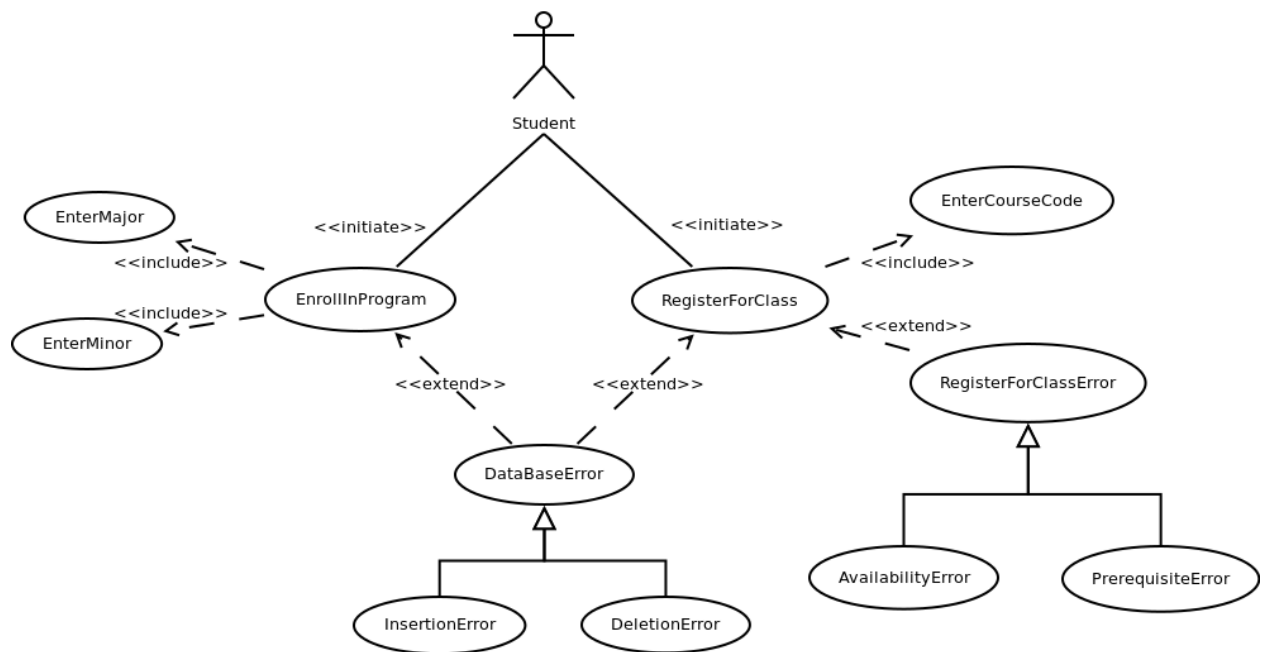 Student
EnterMajor
EnterCourseCode
<<initiate>>
<<initiate>>
<<include>>
<<include>>
EnrollInProgram
RegisterForClass
<<include>>
<<extend>>
EnterMinor
<<extend>>
<<extend>>
RegisterForClassError
DataBaseError
AvailabilityError
PrerequisiteError
InsertionError
DeletionError